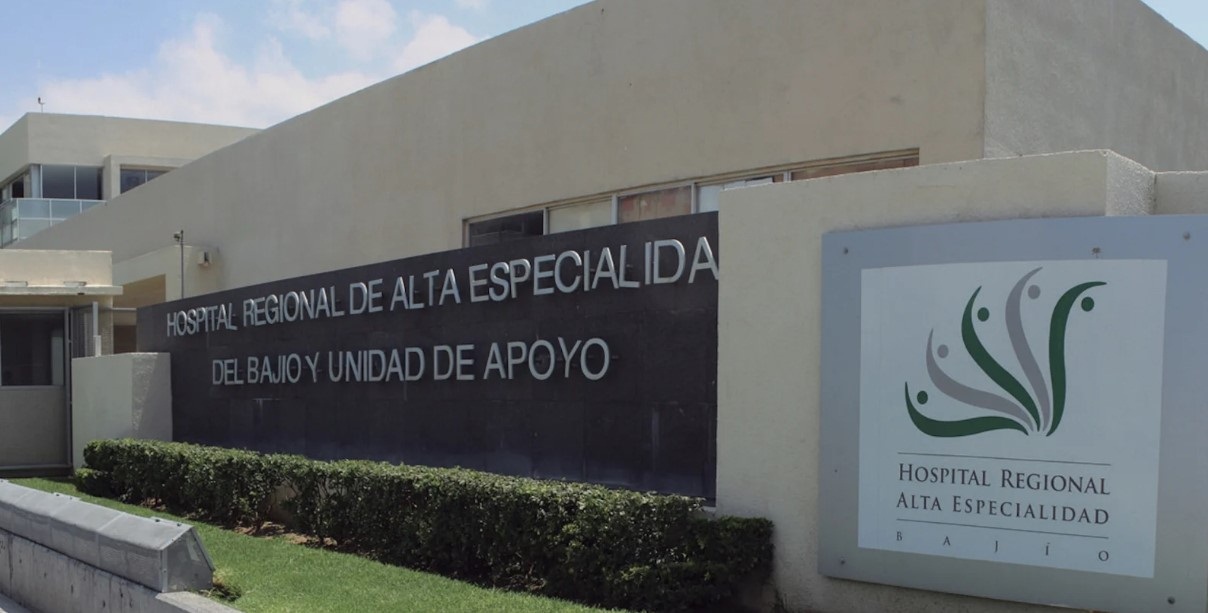 HOSPITAL REGIONAL DE ALTA ESPECIALIDA
DEL BAJIO Y UNIDAD DE APOYO
HOSPITAL REGIONAL
ALTA ESPECIALIDAD
BAJÍO